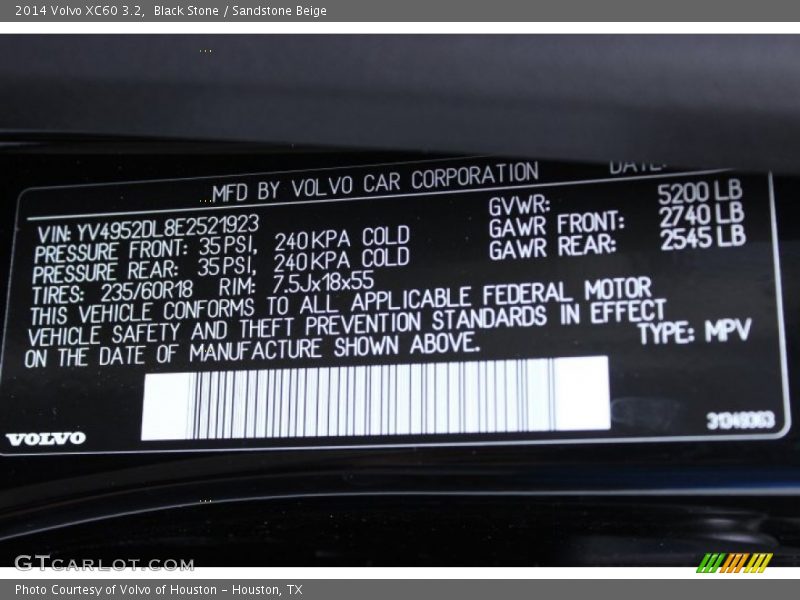 2014 Volvo XC60 3.2, Black Stone / Sandstone Beige
MFD BY VOLVO CAR CORPORATION DATE:
VIN: YV4952DL8E2521923
PRESSURE FRONT: 35 PSI, 240 KPA COLD
PRESSURE REAR: 35 PSI, 240 KPA COLD
TIRES: 235/60R18 RIM: 7.5Jx18x55
GVWR: 5200 LB
GAWR FRONT: 2740 LB
GAWR REAR: 2545 LB
THIS VEHICLE CONFORMS TO ALL APPLICABLE FEDERAL MOTOR
VEHICLE SAFETY AND THEFT PREVENTION STANDARDS IN EFFECT
ON THE DATE OF MANUFACTURE SHOWN ABOVE.
TYPE: MPV
VOLVO
31349363
GTCARLOT.COM
Photo Courtesy of Volvo of Houston – Houston, TX